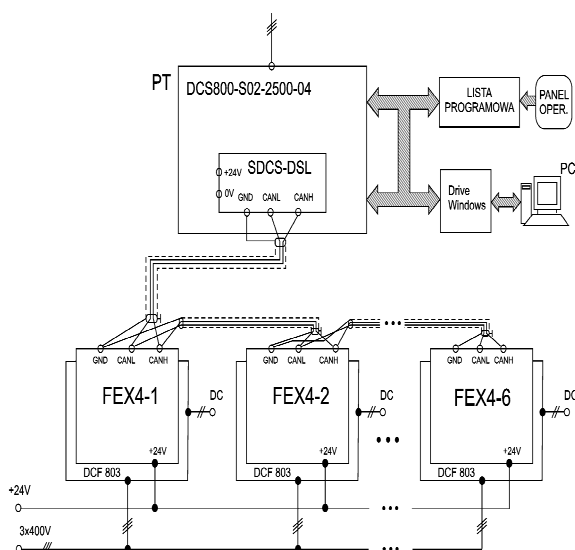 PT
DCS800-S02-2500-04
LISTA
PROGRAMOWA
PANEL
OPER.
SDCS-DSL
+24V
0V
GND
CANL
CANH
Drive
Windows
PC
GND
CANL
CANH
FEX4-1
+24V
DCF 803
DC
GND
CANL
CANH
FEX4-2
+24V
DCF 803
DC
GND
CANL
CANH
FEX4-6
+24V
DCF 803
DC
+24V
3x400V